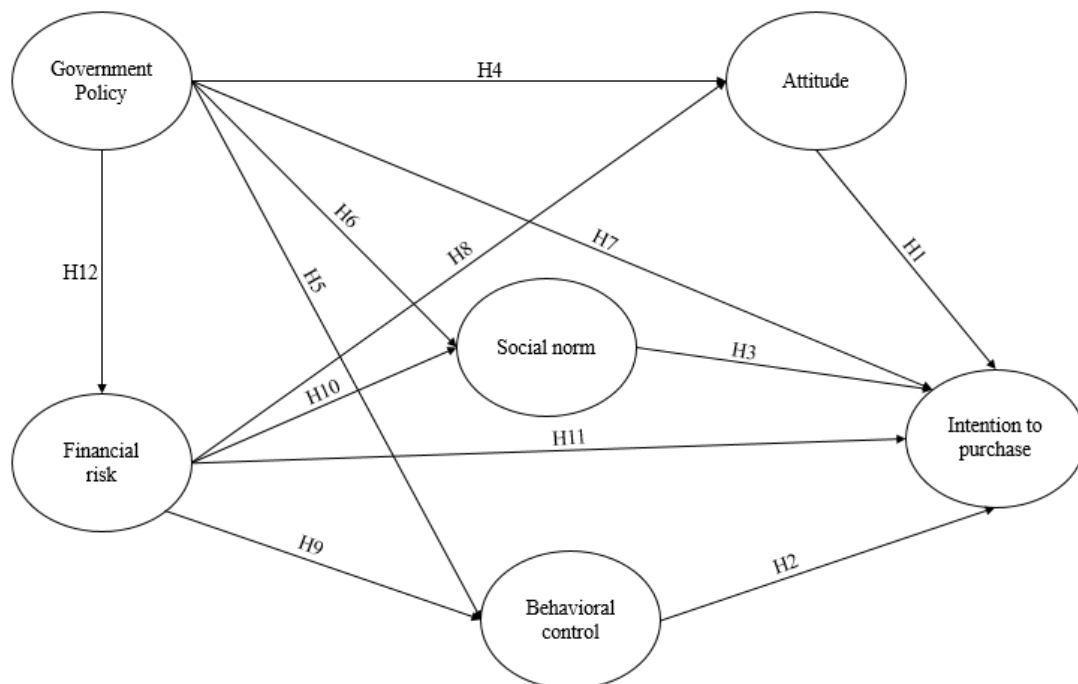 Government
Policy
H4
Attitude
H6
H8
H7
H1
H12
H5
Social norm
H3
H10
H11
Financial
risk
Intention to
purchase
H9
H2
Behavioral
control